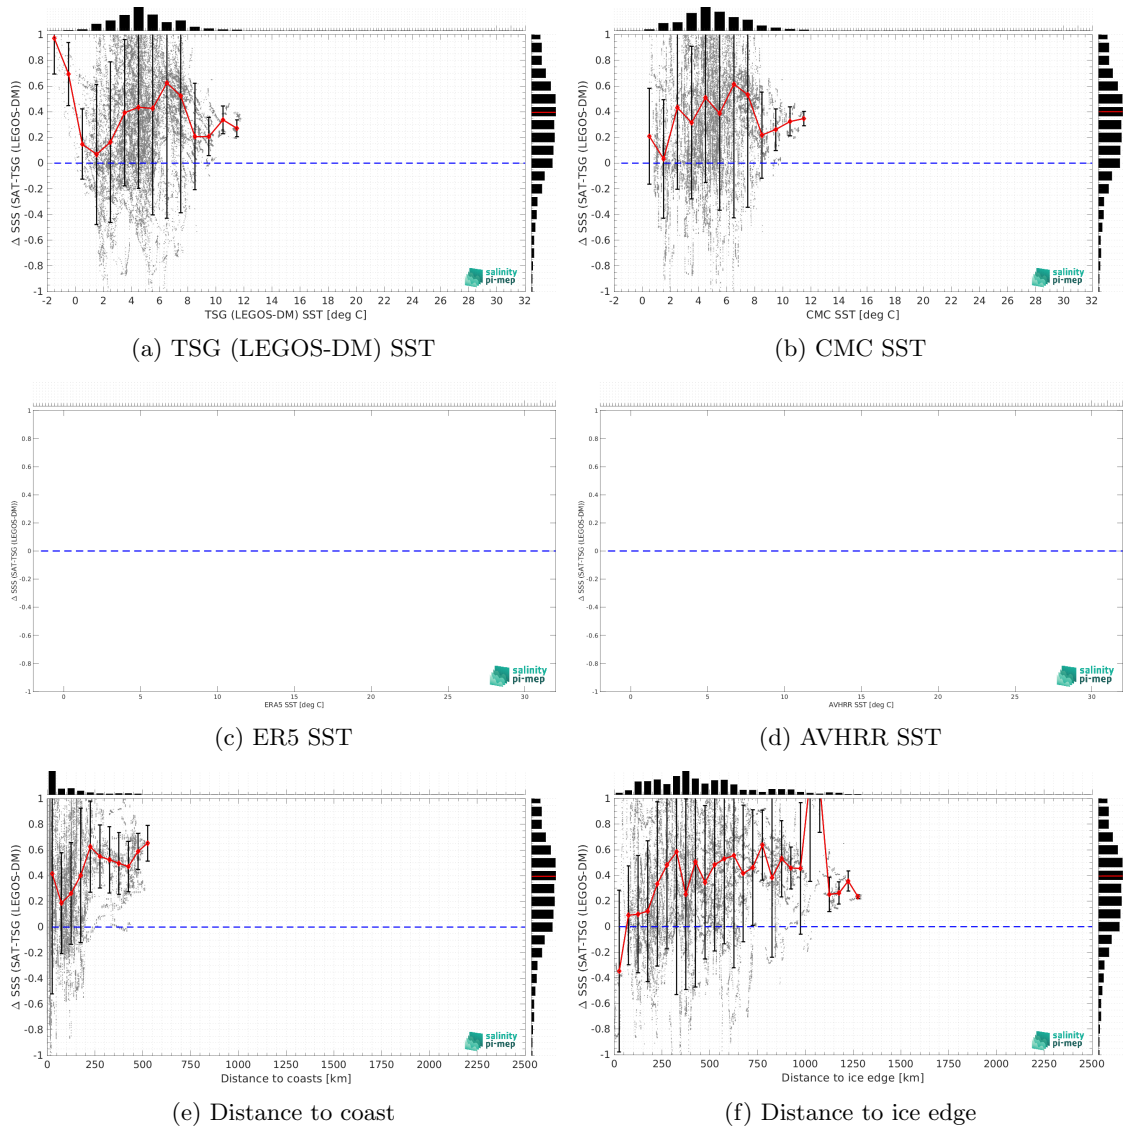 1
0.8
0.6
0.4
0.2
0
-0.2
-0.4
-0.6
-0.8
-1
Δ SSS (SAT-TSG (LEGOS-DM))
-2 0 2 4 6 8 10 12 14 16 18 20 22 24 26 28 30 32
TSG (LEGOS-DM) SST [deg C]
salinity
pi-mep
(a) TSG (LEGOS-DM) SST
1
0.8
0.6
0.4
0.2
0
-0.2
-0.4
-0.6
-0.8
-1
Δ SSS (SAT-TSG (LEGOS-DM))
-2 0 2 4 6 8 10 12 14 16 18 20 22 24 26 28 30 32
CMC SST [deg C]
salinity
pi-mep
(b) CMC SST
1
0.8
0.6
0.4
0.2
0
-0.2
-0.4
-0.6
-0.8
-1
Δ SSS (SAT-TSG (LEGOS-DM))
0 5 10 15 20 25 30
ERA5 SST [deg C]
salinity
pi-mep
(c) ER5 SST
1
0.8
0.6
0.4
0.2
0
-0.2
-0.4
-0.6
-0.8
-1
Δ SSS (SAT-TSG (LEGOS-DM))
0 5 10 15 20 25 30
AVHRR SST [deg C]
salinity
pi-mep
(d) AVHRR SST
1
0.8
0.6
0.4
0.2
0
-0.2
-0.4
-0.6
-0.8
-1
Δ SSS (SAT-TSG (LEGOS-DM))
0 250 500 750 1000 1250 1500 1750 2000 2250 2500
Distance to coasts [km]
salinity
pi-mep
(e) Distance to coast
1
0.8
0.6
0.4
0.2
0
-0.2
-0.4
-0.6
-0.8
-1
Δ SSS (SAT-TSG (LEGOS-DM))
0 250 500 750 1000 1250 1500 1750 2000 2250 2500
Distance to ice edge [km]
salinity
pi-mep
(f) Distance to ice edge